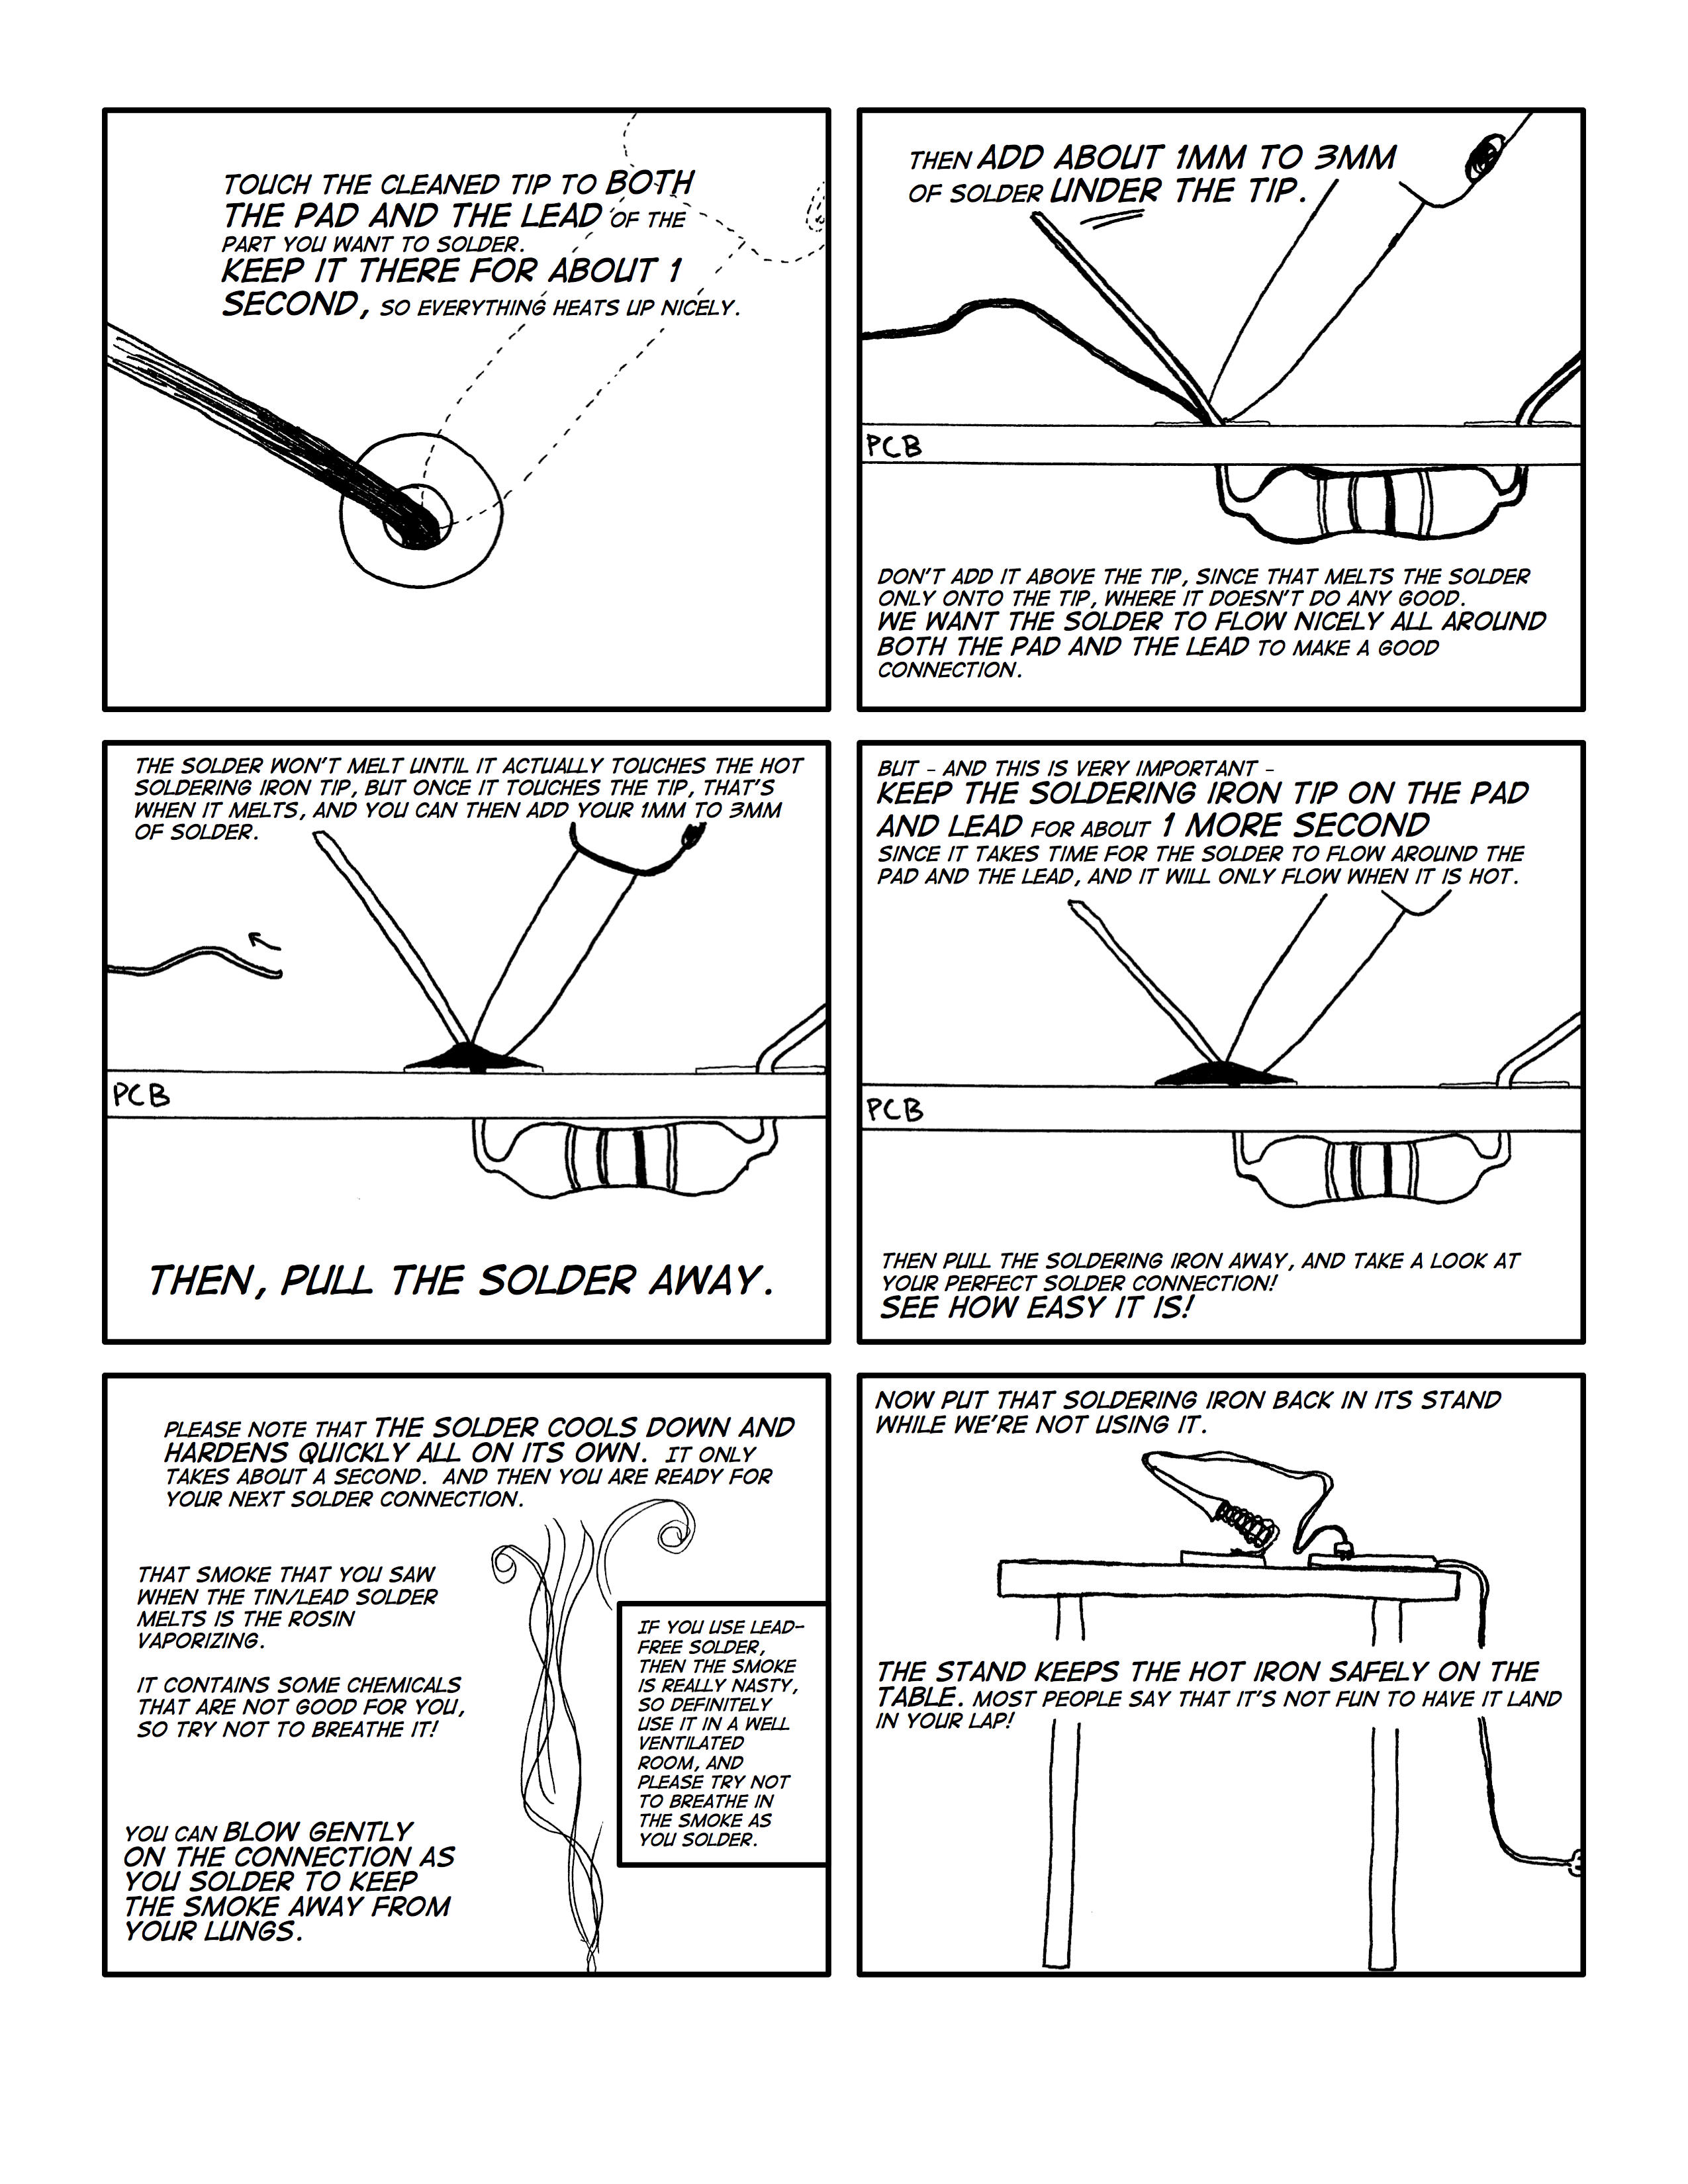 TOUCH THE CLEANED TIP TO BOTH
THE PAD AND THE LEAD OF THE
PART YOU WANT TO SOLDER.
KEEP IT THERE FOR ABOUT 1
SECOND, SO EVERYTHING HEATS UP NICELY.
THEN ADD ABOUT 1MM TO 3MM
OF SOLDER UNDER THE TIP.
PCB
DON'T ADD IT ABOVE THE TIP, SINCE THAT MELTS THE SOLDER
ONLY ONTO THE TIP, WHERE IT DOESN'T DO ANY GOOD.
WE WANT THE SOLDER TO FLOW NICELY ALL AROUND
BOTH THE PAD AND THE LEAD TO MAKE A GOOD
CONNECTION.
THE SOLDER WON'T MELT UNTIL IT ACTUALLY TOUCHES THE HOT
SOLDERING IRON TIP, BUT ONCE IT TOUCHES THE TIP, THAT'S
WHEN IT MELTS, AND YOU CAN THEN ADD YOUR 1MM TO 3MM
OF SOLDER.
PCB
THEN, PULL THE SOLDER AWAY.
BUT - AND THIS IS VERY IMPORTANT -
KEEP THE SOLDERING IRON TIP ON THE PAD
AND LEAD FOR ABOUT 1 MORE SECOND
SINCE IT TAKES TIME FOR THE SOLDER TO FLOW AROUND THE
PAD AND THE LEAD, AND IT WILL ONLY FLOW WHEN IT IS HOT.
PCB
THEN PULL THE SOLDERING IRON AWAY, AND TAKE A LOOK AT
YOUR PERFECT SOLDER CONNECTION!
SEE HOW EASY IT IS!
PLEASE NOTE THAT THE SOLDER COOLS DOWN AND
HARDENS QUICKLY ALL ON ITS OWN. IT ONLY
TAKES ABOUT A SECOND. AND THEN YOU ARE READY FOR
YOUR NEXT SOLDER CONNECTION.
THAT SMOKE THAT YOU SAW
WHEN THE TIN/LEAD SOLDER
MELTS IS THE ROSIN
VAPORIZING.
IT CONTAINS SOME CHEMICALS
THAT ARE NOT GOOD FOR YOU,
SO TRY NOT TO BREATHE IT!
YOU CAN BLOW GENTLY
ON THE CONNECTION AS
YOU SOLDER TO KEEP
THE SMOKE AWAY FROM
YOUR LUNGS.
IF YOU USE LEAD-
FREE SOLDER,
THEN THE SMOKE
IS REALLY NASTY,
SO DEFINITELY
USE IT IN A WELL
VENTILATED
ROOM, AND
PLEASE TRY NOT
TO BREATHE IN
THE SMOKE AS
YOU SOLDER.
NOW PUT THAT SOLDERING IRON BACK IN ITS STAND
WHILE WE'RE NOT USING IT.
THE STAND KEEPS THE HOT IRON SAFELY ON THE
TABLE. MOST PEOPLE SAY THAT IT'S NOT FUN TO HAVE IT LAND
IN YOUR LAP!